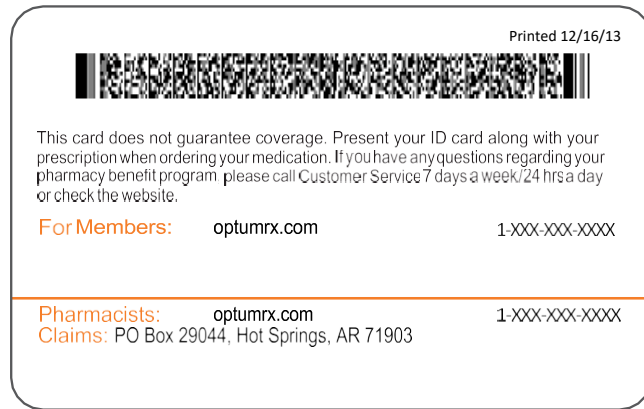 Printed 12/16/13
This card does not guarantee coverage. Present your ID card along with your
prescription when ordering your medication. If you have any questions regarding your
pharmacy benefit program, please call Customer Service 7 days a week/24 hrs a day
or check the website.
For Members: optumrx.com 1-XXX-XXX-XXXX
Pharmacists: optumrx.com 1-XXX-XXX-XXXX
Claims: PO Box 29044, Hot Springs, AR 71903